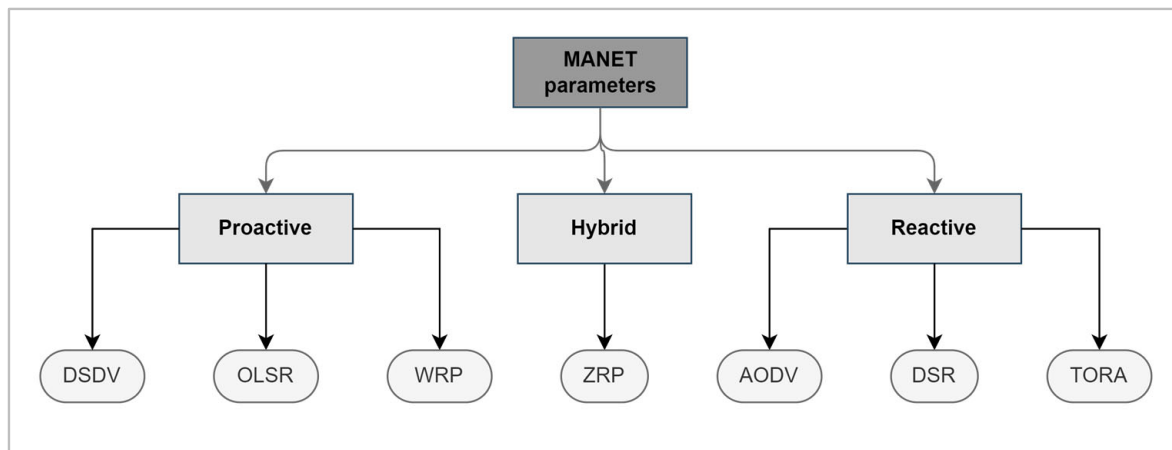 MANET
parameters
Proactive
Hybrid
Reactive
DSDV
OLSR
WRP
ZRP
AODV
DSR
TORA